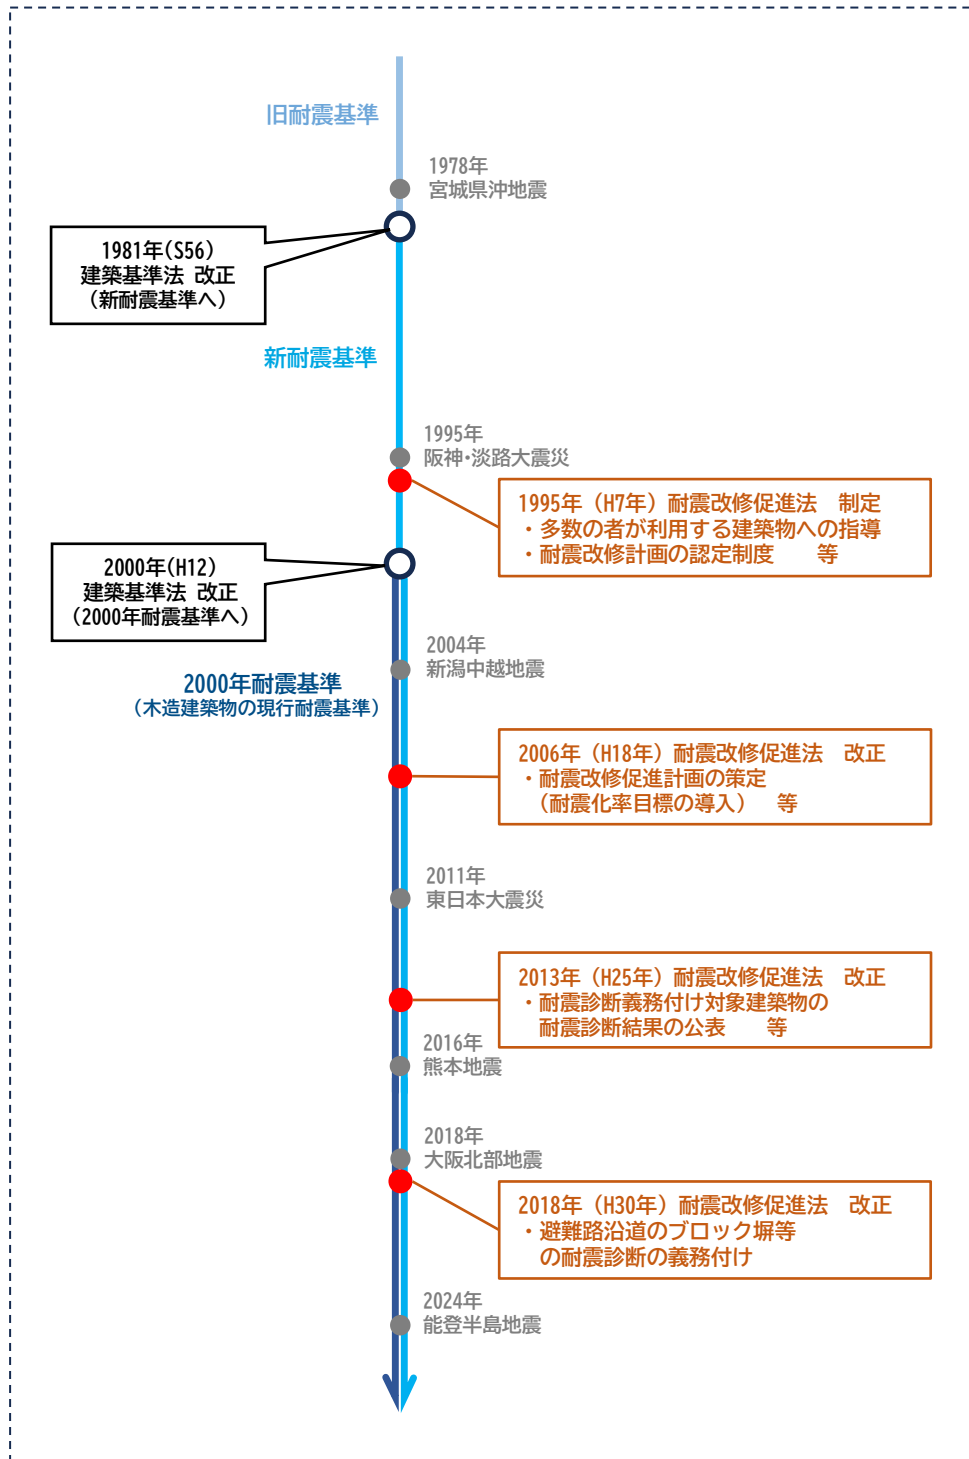 旧耐震基準
1978年
宮城県沖地震
1981年(S56)
建築基準法 改正
（新耐震基準へ）
新耐震基準
1995年
阪神・淡路大震災
1995年（H7年）耐震改修促進法　制定
・多数の者が利用する建築物への指導
・耐震改修計画の認定制度　　等
2000年(H12)
建築基準法 改正
（2000年耐震基準へ）
2004年
新潟中越地震
2000年耐震基準
（木造建築物の現行耐震基準）
2006年（H18年）耐震改修促進法　改正
・耐震改修促進計画の策定
（耐震化率目標の導入）　等
2011年
東日本大震災
2013年（H25年）耐震改修促進法　改正
・耐震診断義務付け対象建築物の
耐震診断結果の公表　　等
2016年
熊本地震
2018年
大阪北部地震
2018年（H30年）耐震改修促進法　改正
・避難路沿道のブロック塀等
の耐震診断の義務付け
2024年
能登半島地震